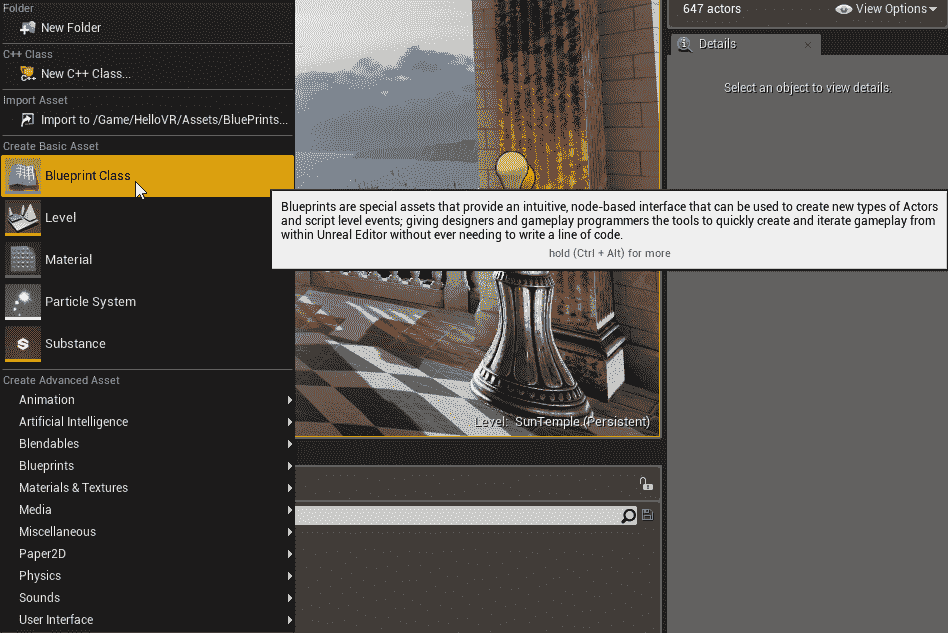 Folder
New Folder
C++ Class
New C++ Class...
Import Asset
Import to /Game/HelloVR/Assets/BluePrints...
Create Basic Asset
Blueprint Class
Level
Material
Particle System
Substance
Create Advanced Asset
Animation
Artificial Intelligence
Blendables
Blueprints
Materials & Textures
Media
Miscellaneous
Paper2D
Physics
Sounds
User Interface
Blueprints are special assets that provide an intuitive, node-based interface that can be used to create new types of Actors
and script level events; giving designers and gameplay programmers the tools to quickly create and iterate gameplay from
within Unreal Editor without ever needing to write a line of code.
hold (Ctrl + Alt) for more
Level: SunTemple (Persistent)
647 actors
View Options
Details
Select an object to view details.